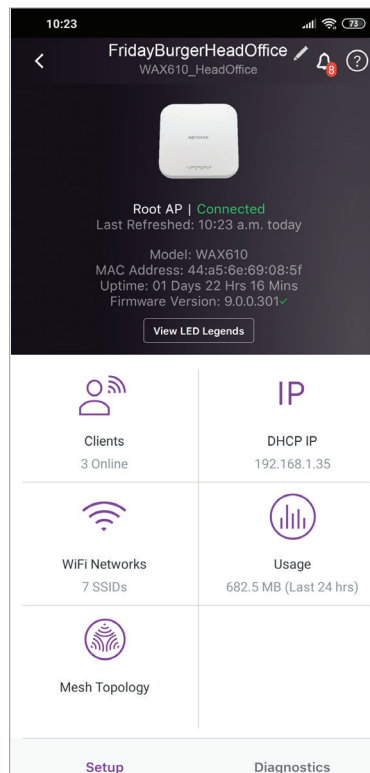 10:23
73
FridayBurgerHeadOffice
8
?
WAX610_HeadOffice
NETGEAR
Root AP | Connected
Last Refreshed: 10:23 a.m. today
Model: WAX610
MAC Address: 44:a5:6e:69:08:5f
Uptime: 01 Days 22 Hrs 16 Mins
Firmware Version: 9.0.0.301✓
View LED Legends
IP
Clients
DHCP IP
3 Online
192.168.1.35
WiFi Networks
Usage
7 SSIDs
682.5 MB (Last 24 hrs)
Mesh Topology
Setup
Diagnostics